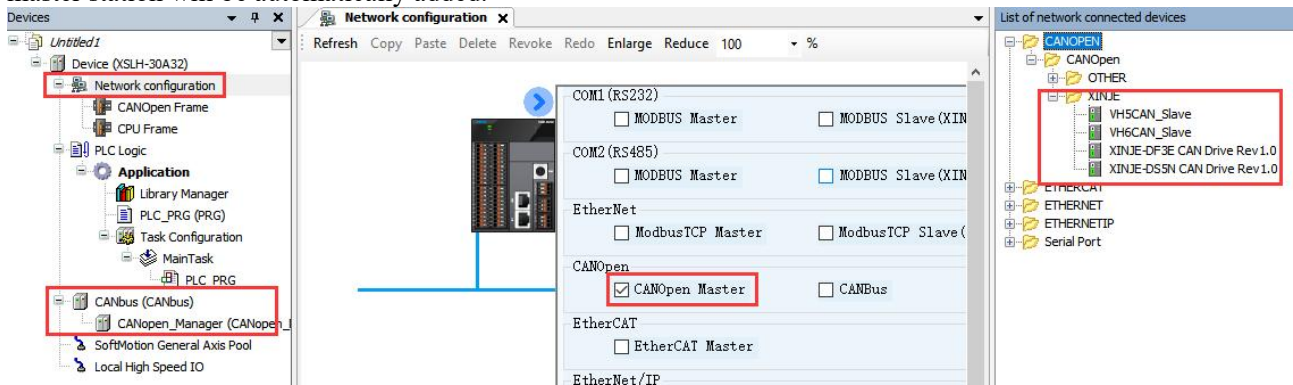 master station will be automatically added.
Devices
Untitled1
Device (XSLH-30A32)
Network configuration
CANOpen Frame
CPU Frame
PLC Logic
Application
Library Manager
PLC_PRG (PRG)
Task Configuration
MainTask
PLC_PRG
CANbus (CANbus)
CANopen_Manager (CANopen_
SoftMotion General Axis Pool
Local High Speed IO
Network configuration
Refresh Copy Paste Delete Revoke Redo Enlarge Reduce 100 %
COM1(RS232)
MODBUS Master MODBUS Slave(XIN
COM2(RS485)
MODBUS Master MODBUS Slave(XIN
EtherNet
ModbusTCP Master ModbusTCP Slave(
CANOpen
CANOpen Master CANBus
EtherCAT
EtherCAT Master
EtherNet/IP
List of network connected devices
CANOPEN
CANOpen
OTHER
XINJE
VH5CAN_Slave
VH6CAN_Slave
XINJE-DF3E CAN Drive Rev1.0
XINJE-DS5N CAN Drive Rev1.0
ETHERCAT
ETHERNET
ETHERNETIP
Serial Port